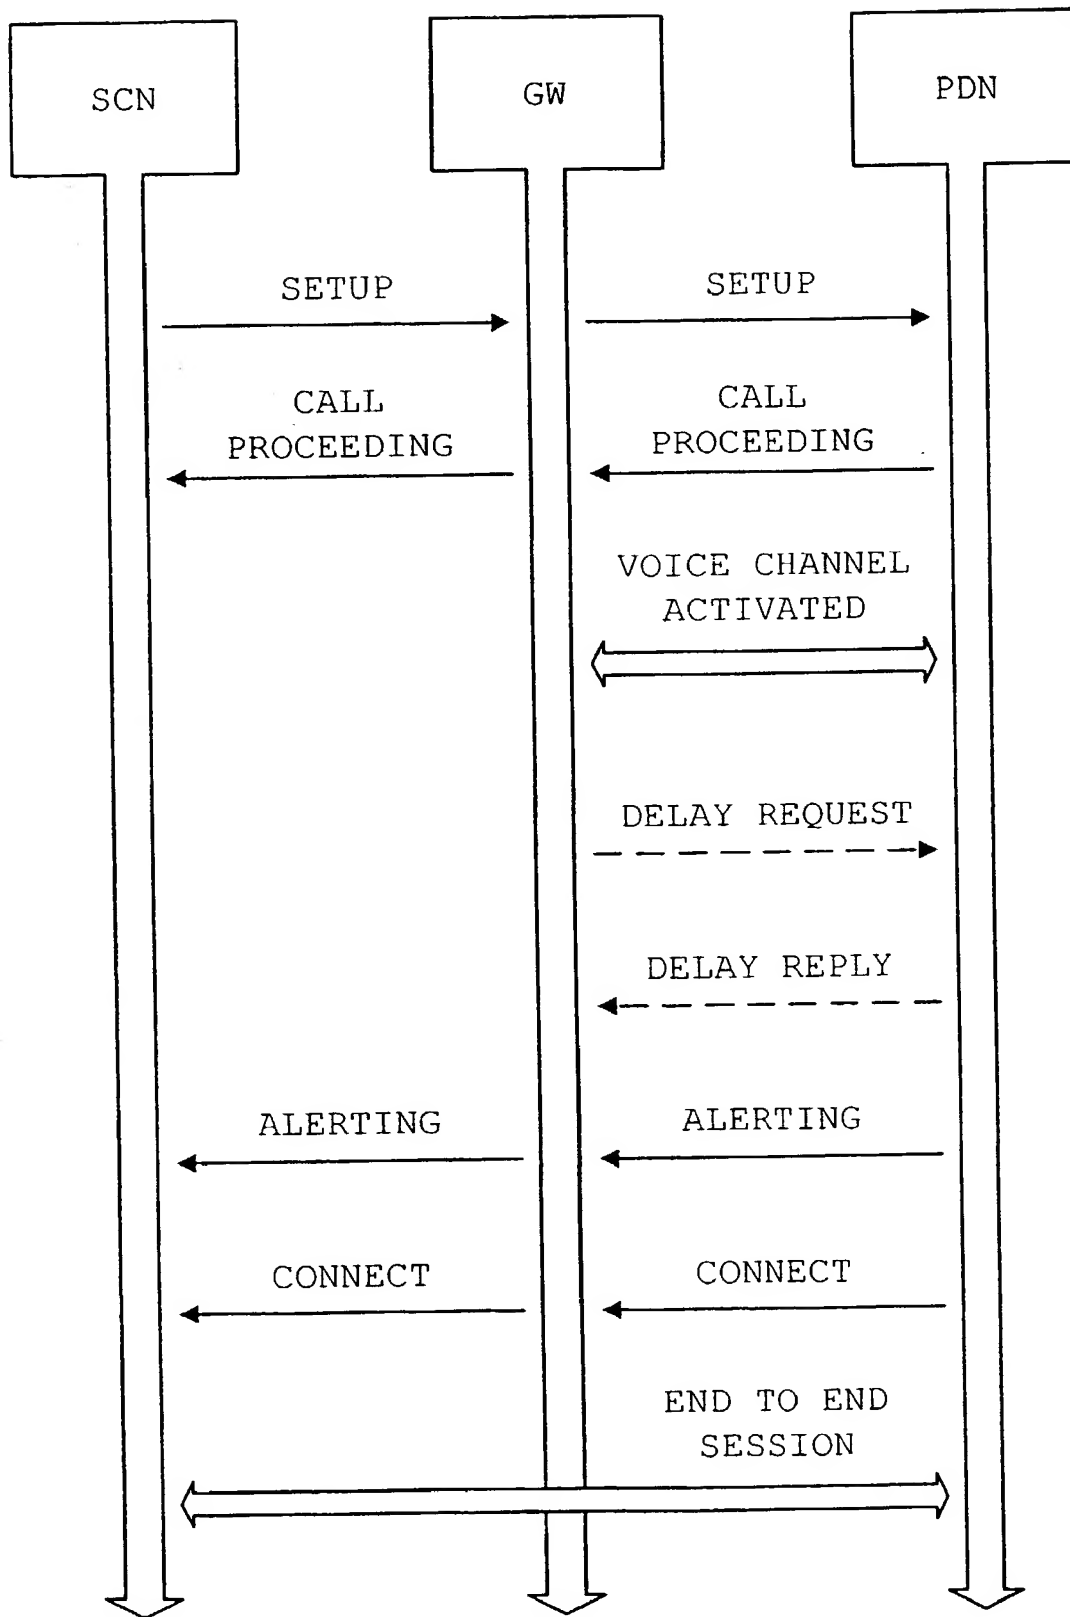 SCN
GW
PDN
SETUP
SETUP
CALL
PROCEEDING
CALL
PROCEEDING
VOICE CHANNEL
ACTIVATED
DELAY REQUEST
DELAY REPLY
ALERTING
ALERTING
CONNECT
CONNECT
END TO END
SESSION